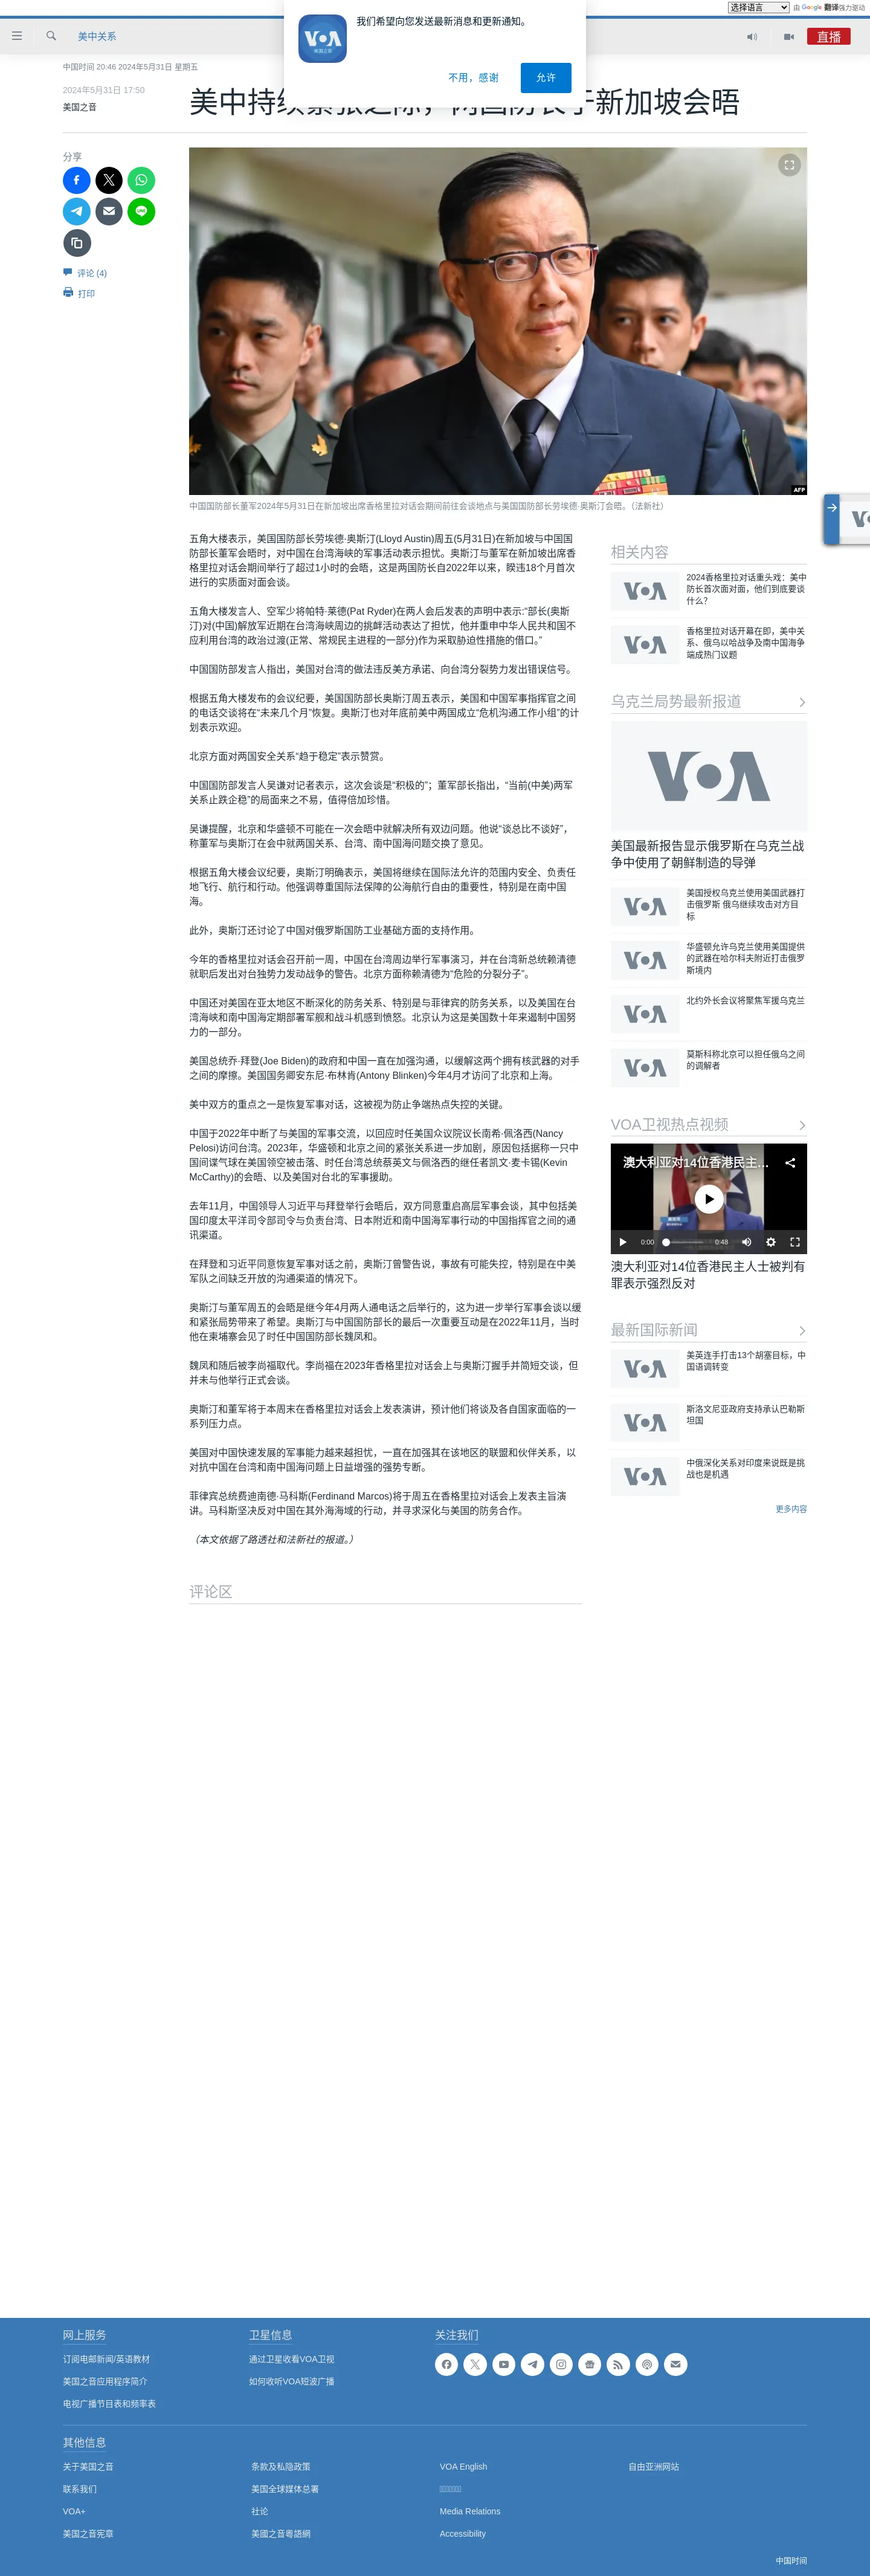 选择语言 由 Google 翻译强力驱动
美中关系
直播
VOA
美国之音
我们希望向您发送最新消息和更新通知。
不用，感谢
允许
中国时间 20:46 2024年5月31日 星期五
2024年5月31日 17:50
美国之音
美中持续紧张之际，两国防长于新加坡会晤
分享
评论 (4)
打印
AFP
中国国防部长董军2024年5月31日在新加坡出席香格里拉对话会期间前往会谈地点与美国国防部长劳埃德·奥斯汀会晤。（法新社）
五角大楼表示，美国国防部长劳埃德·奥斯汀(Lloyd Austin)周五(5月31日)在新加坡与中国国
防部长董军会晤时，对中国在台湾海峡的军事活动表示担忧。奥斯汀与董军在新加坡出席香
格里拉对话会期间举行了超过1小时的会晤，这是两国防长自2022年以来，睽违18个月首次
进行的实质面对面会谈。
五角大楼发言人、空军少将帕特·莱德(Pat Ryder)在两人会后发表的声明中表示:“部长(奥斯
汀)对(中国)解放军近期在台湾海峡周边的挑衅活动表达了担忧，他并重申中华人民共和国不
应利用台湾的政治过渡(正常、常规民主进程的一部分)作为采取胁迫性措施的借口。”
中国国防部发言人指出，美国对台湾的做法违反美方承诺、向台湾分裂势力发出错误信号。
根据五角大楼发布的会议纪要，美国国防部长奥斯汀周五表示，美国和中国军事指挥官之间
的电话交谈将在“未来几个月”恢复。奥斯汀也对年底前美中两国成立“危机沟通工作小组”的计
划表示欢迎。
北京方面对两国安全关系“趋于稳定”表示赞赏。
中国国防部发言人吴谦对记者表示，这次会谈是“积极的”；董军部长指出，“当前(中美)两军
关系止跌企稳”的局面来之不易，值得倍加珍惜。
吴谦提醒，北京和华盛顿不可能在一次会晤中就解决所有双边问题。他说“谈总比不谈好”，
称董军与奥斯汀在会中就两国关系、台湾、南中国海问题交换了意见。
根据五角大楼会议纪要，奥斯汀明确表示，美国将继续在国际法允许的范围内安全、负责任
地飞行、航行和行动。他强调尊重国际法保障的公海航行自由的重要性，特别是在南中国
海。
此外，奥斯汀还讨论了中国对俄罗斯国防工业基础方面的支持作用。
今年的香格里拉对话会召开前一周，中国在台湾周边举行军事演习，并在台湾新总统赖清德
就职后发出对台独势力发动战争的警告。北京方面称赖清德为“危险的分裂分子”。
中国还对美国在亚太地区不断深化的防务关系、特别是与菲律宾的防务关系，以及美国在台
湾海峡和南中国海定期部署军舰和战斗机感到愤怒。北京认为这是美国数十年来遏制中国努
力的一部分。
美国总统乔·拜登(Joe Biden)的政府和中国一直在加强沟通，以缓解这两个拥有核武器的对手
之间的摩擦。美国国务卿安东尼·布林肯(Antony Blinken)今年4月才访问了北京和上海。
美中双方的重点之一是恢复军事对话，这被视为防止争端热点失控的关键。
中国于2022年中断了与美国的军事交流，以回应时任美国众议院议长南希·佩洛西(Nancy
Pelosi)访问台湾。2023年，华盛顿和北京之间的紧张关系进一步加剧，原因包括据称一只中
国间谍气球在美国领空被击落、时任台湾总统蔡英文与佩洛西的继任者凯文·麦卡锡(Kevin
McCarthy)的会晤、以及美国对台北的军事援助。
去年11月，中国领导人习近平与拜登举行会晤后，双方同意重启高层军事会谈，其中包括美
国印度太平洋司令部司令与负责台湾、日本附近和南中国海军事行动的中国指挥官之间的通
讯渠道。
在拜登和习近平同意恢复军事对话之前，奥斯汀曾警告说，事故有可能失控，特别是在中美
军队之间缺乏开放的沟通渠道的情况下。
奥斯汀与董军周五的会晤是继今年4月两人通电话之后举行的，这为进一步举行军事会谈以缓
和紧张局势带来了希望。奥斯汀与中国国防部长的最后一次重要互动是在2022年11月，当时
他在柬埔寨会见了时任中国国防部长魏凤和。
魏凤和随后被李尚福取代。李尚福在2023年香格里拉对话会上与奥斯汀握手并简短交谈，但
并未与他举行正式会谈。
奥斯汀和董军将于本周末在香格里拉对话会上发表演讲，预计他们将谈及各自国家面临的一
系列压力点。
美国对中国快速发展的军事能力越来越担忧，一直在加强其在该地区的联盟和伙伴关系，以
对抗中国在台湾和南中国海问题上日益增强的强势专断。
菲律宾总统费迪南德·马科斯(Ferdinand Marcos)将于周五在香格里拉对话会上发表主旨演
讲。马科斯坚决反对中国在其外海海域的行动，并寻求深化与美国的防务合作。
（本文依据了路透社和法新社的报道。）
评论区
相关内容
VOA
2024香格里拉对话重头戏：美中
防长首次面对面，他们到底要谈
什么？
VOA
香格里拉对话开幕在即，美中关
系、俄乌以哈战争及南中国海争
端成热门议题
乌克兰局势最新报道
VOA
美国最新报告显示俄罗斯在乌克兰战
争中使用了朝鲜制造的导弹
VOA
美国授权乌克兰使用美国武器打
击俄罗斯 俄乌继续攻击对方目
标
VOA
华盛顿允许乌克兰使用美国提供
的武器在哈尔科夫附近打击俄罗
斯境内
VOA
北约外长会议将聚焦军援乌克兰
VOA
莫斯科称北京可以担任俄乌之间
的调解者
VOA卫视热点视频
澳大利亚对14位香港民主…
0:00
0:48
澳大利亚对14位香港民主人士被判有
罪表示强烈反对
最新国际新闻
VOA
美英连手打击13个胡塞目标，中
国语调转变
VOA
斯洛文尼亚政府支持承认巴勒斯
坦国
VOA
中俄深化关系对印度来说既是挑
战也是机遇
更多内容
网上服务
订阅电邮新闻/英语教材
美国之音应用程序简介
电视广播节目表和频率表
卫星信息
通过卫星收看VOA卫视
如何收听VOA短波广播
关注我们
其他信息
关于美国之音
联系我们
VOA+
美国之音宪章
条款及私隐政策
美国全球媒体总署
社论
美國之音粵語網
VOA English
Media Relations
Accessibility
自由亚洲网站
中国时间